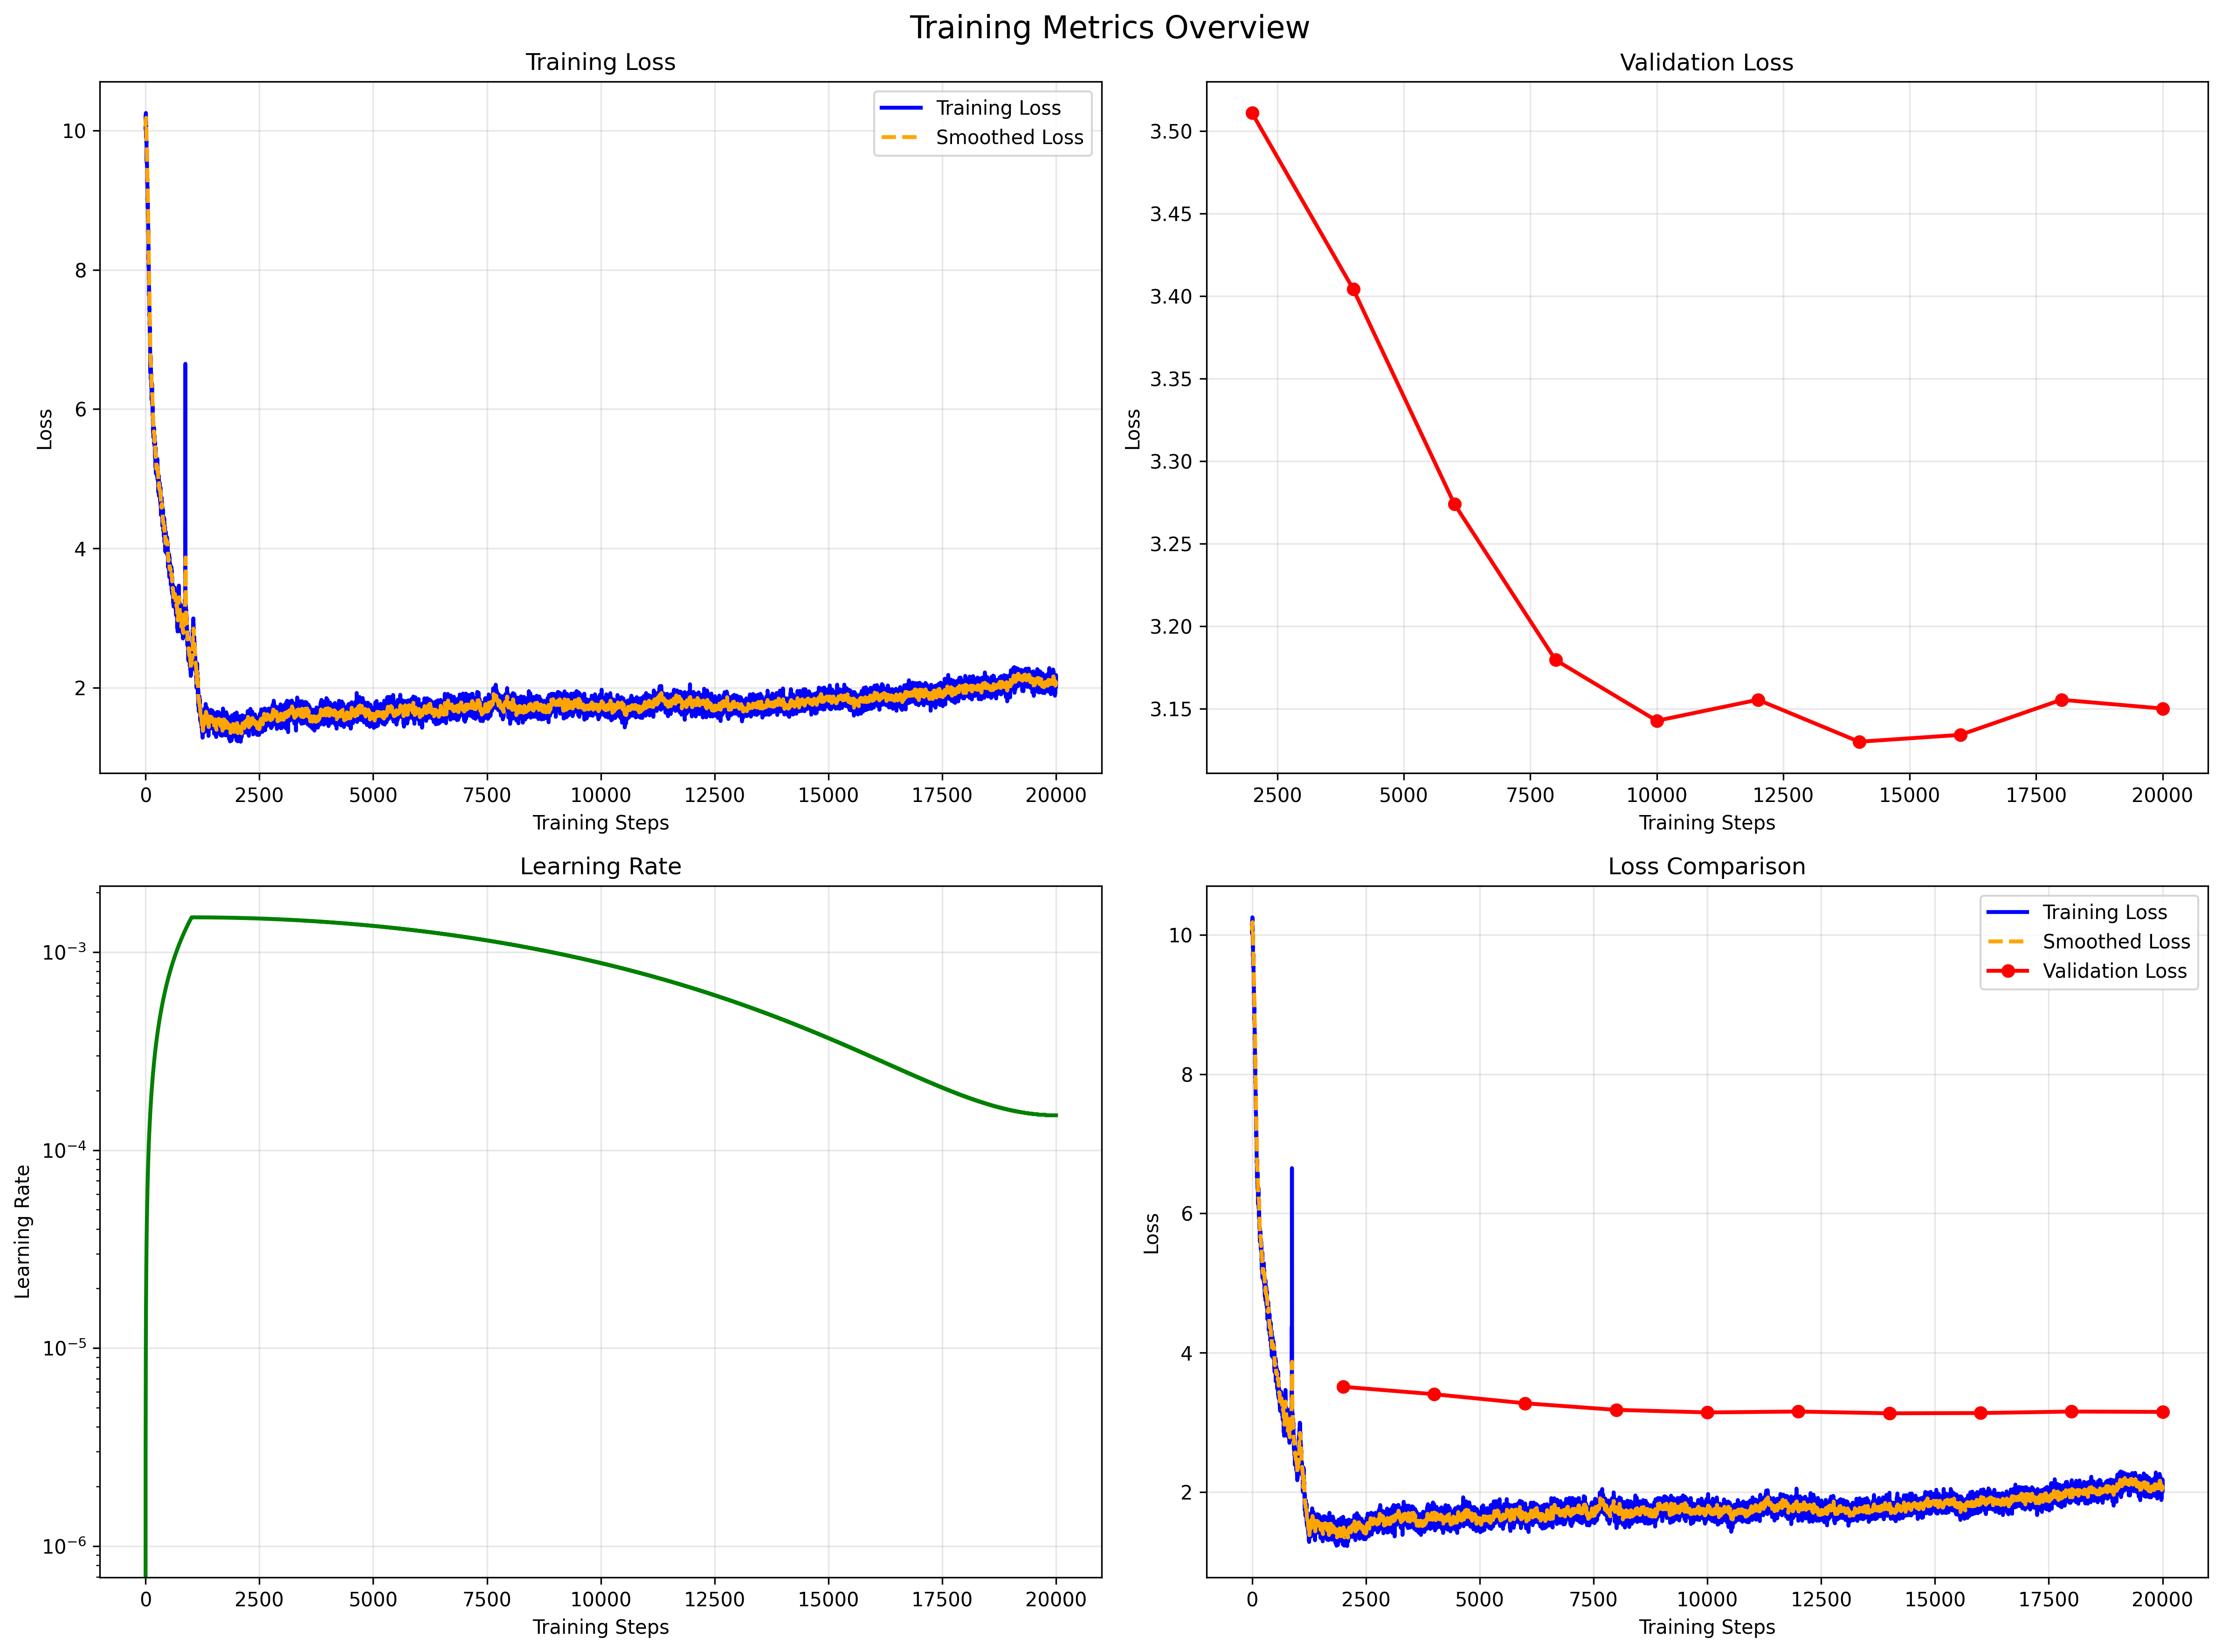 Training Metrics Overview
Training Loss
Training Loss
Smoothed Loss
10
8
6
4
2
Loss
0 2500 5000 7500 10000 12500 15000 17500 20000
Training Steps
Validation Loss
3.50
3.45
3.40
3.35
3.30
3.25
3.20
3.15
Loss
2500 5000 7500 10000 12500 15000 17500 20000
Training Steps
Learning Rate
10⁻³
10⁻⁴
10⁻⁵
10⁻⁶
Learning Rate
0 2500 5000 7500 10000 12500 15000 17500 20000
Training Steps
Loss Comparison
Training Loss
Smoothed Loss
Validation Loss
10
8
6
4
2
Loss
0 2500 5000 7500 10000 12500 15000 17500 20000
Training Steps